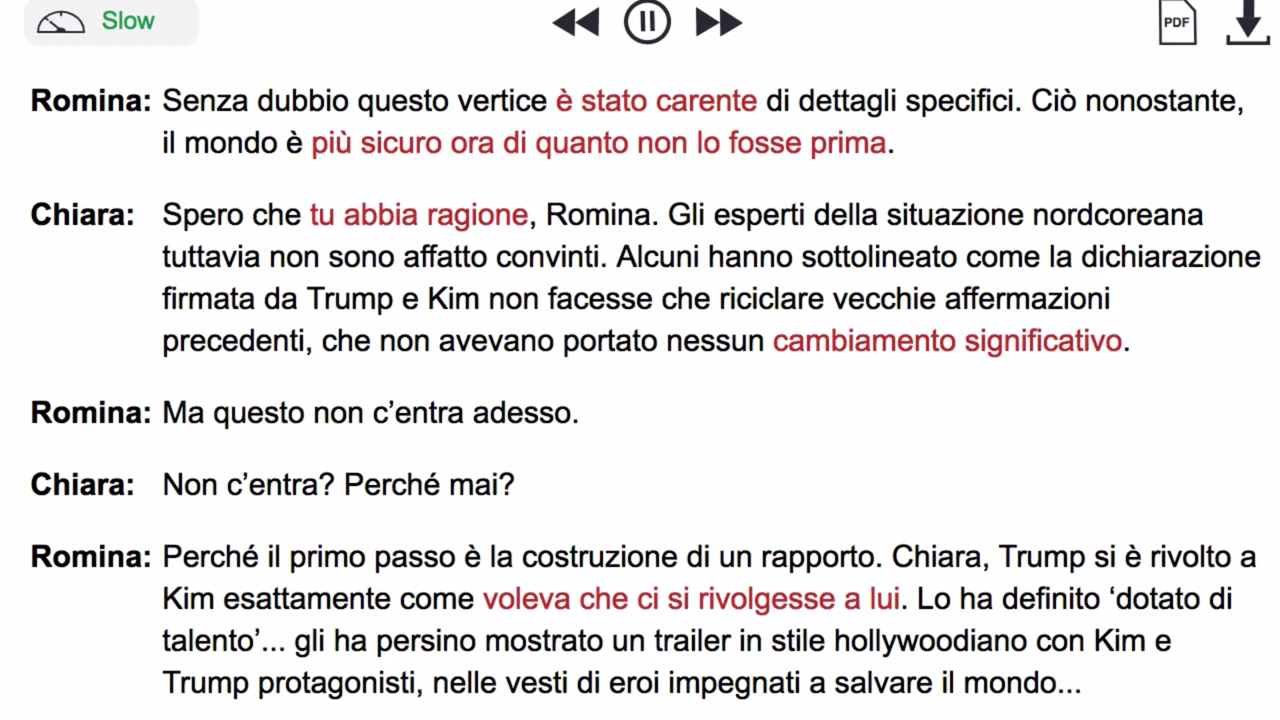 Slow
PDF
Romina: Senza dubbio questo vertice è stato carente di dettagli specifici. Ciò nonostante,
il mondo è più sicuro ora di quanto non lo fosse prima.
Chiara: Spero che tu abbia ragione, Romina. Gli esperti della situazione nordcoreana
tuttavia non sono affatto convinti. Alcuni hanno sottolineato come la dichiarazione
firmata da Trump e Kim non facesse che riciclare vecchie affermazioni
precedenti, che non avevano portato nessun cambiamento significativo.
Romina: Ma questo non c’entra adesso.
Chiara: Non c’entra? Perché mai?
Romina: Perché il primo passo è la costruzione di un rapporto. Chiara, Trump si è rivolto a
Kim esattamente come voleva che ci si rivolgesse a lui. Lo ha definito ‘dotato di
talento’... gli ha persino mostrato un trailer in stile hollywoodiano con Kim e
Trump protagonisti, nelle vesti di eroi impegnati a salvare il mondo...